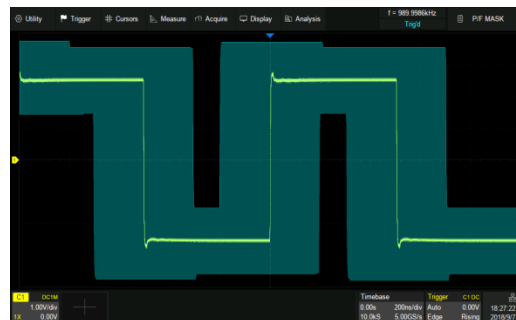 Utility Trigger Cursors Measure Acquire Display Analysis
f = 989.9986kHz
Trig'd
P/F MASK
C1 DC1M
1.00V/div
1X 0.00V
Timebase
0.00s 200ns/div
10.0kS 5.00GS/s
Trigger C1 DC
Auto 0.00V
Edge Rising
18:27:22
2018/9/7